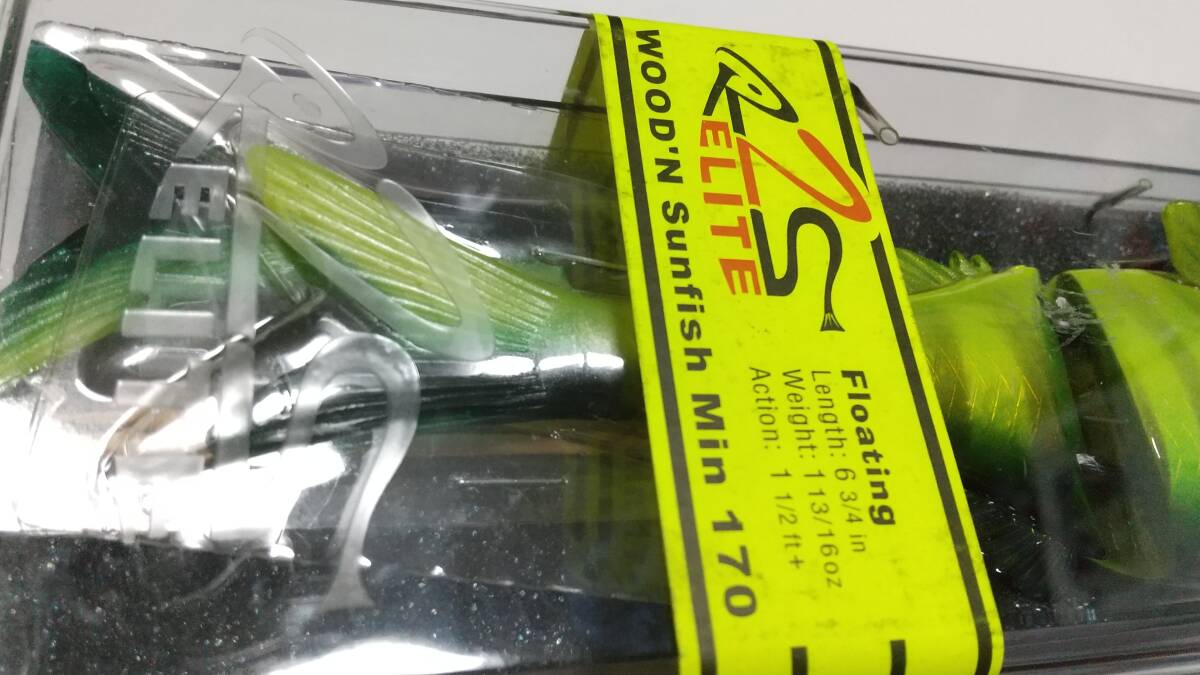 ELITE
WOOD'N Sunfish Min 170
Floating
Length: 6 3/4 in
Weight: 1 13/16oz
Action: 1 1/2 ft+
ELITE